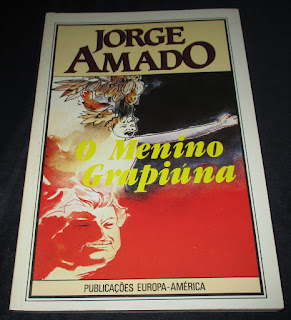 JORGE
AMADO
O Menino
Grapiúna
PUBLICAÇÕES EUROPA-AMÉRICA